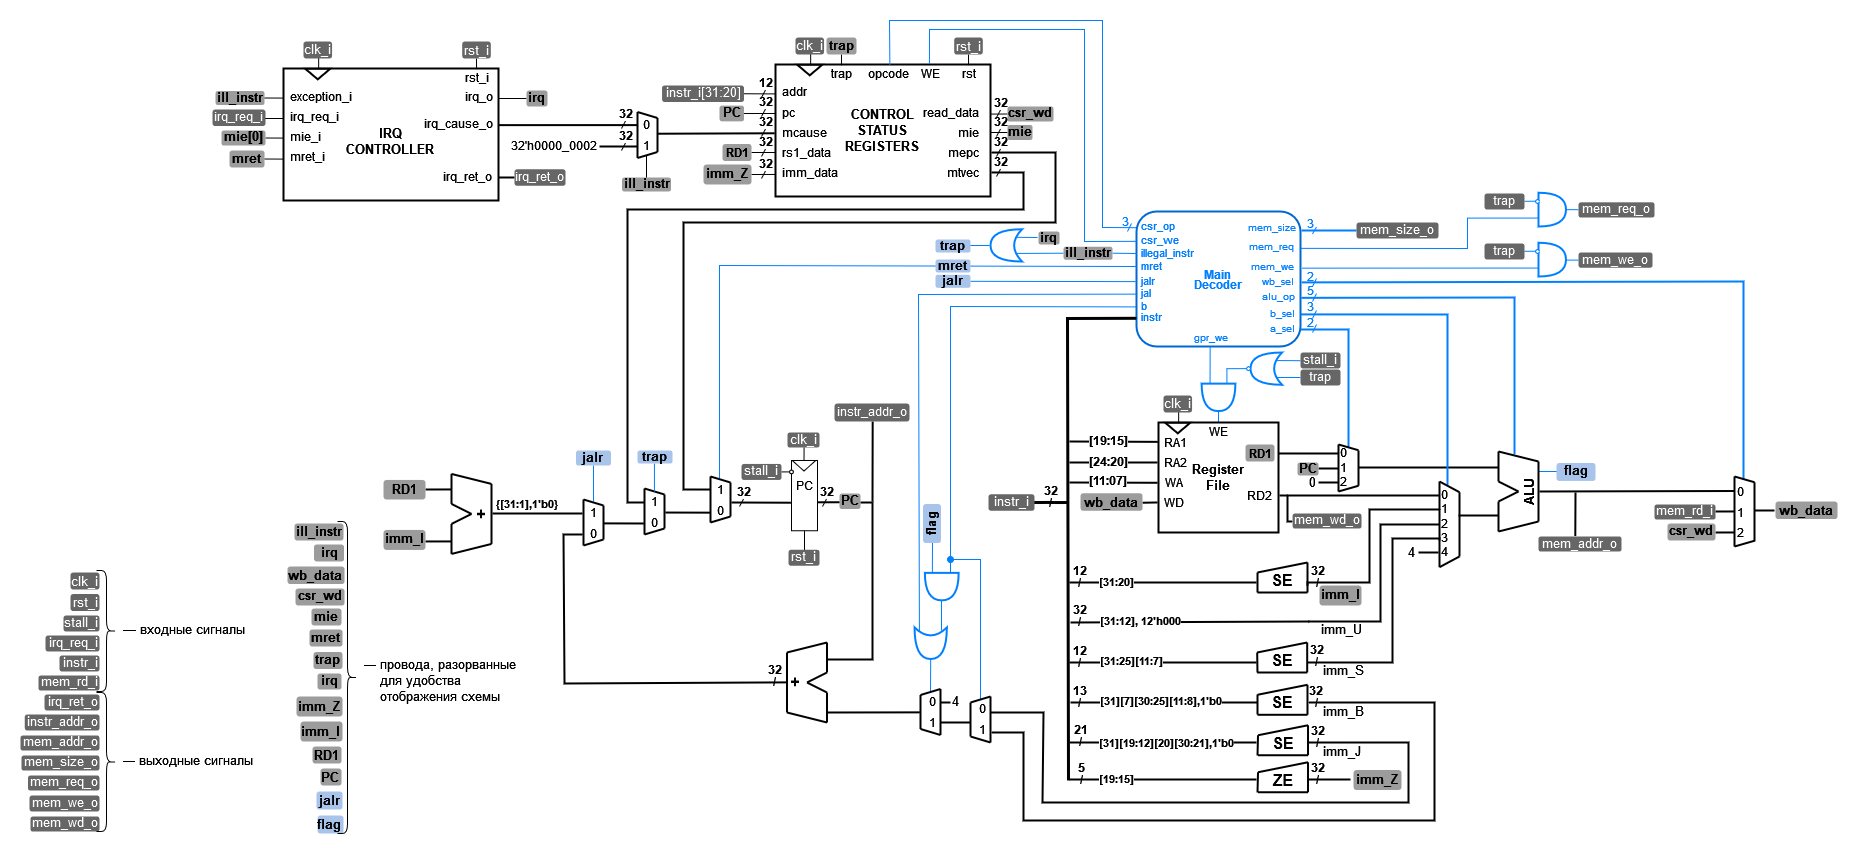 clk_i
rst_i
rst_i
exception_i
irq_req_i
mie_i
mret_i
IRQ
CONTROLLER
irq_o
irq_cause_o
irq_ret_o
ill_instr
irq_req_i
mie[0]
mret
irq
irq_ret_o
32
32
32'h0000_0002
0
1
ill_instr
clk_i
trap
rst_i
trap
opcode
WE
rst
instr_i[31:20]
PC
RD1
imm_Z
12
32
32
32
32
addr
pc
mcause
rs1_data
imm_data
CONTROL
STATUS
REGISTERS
read_data
mie
mepc
mtvec
32
32
32
32
csr_wd
mie
trap
irq
ill_instr
mret
jalr
3
csr_op
csr_we
illegal_instr
mret
jalr
jal
b
instr
Main
Decoder
mem_size
mem_req
mem_we
wb_sel
alu_op
b_sel
a_sel
gpr_we
3
2
5
3
2
mem_size_o
trap
mem_req_o
trap
mem_we_o
stall_i
trap
clk_i
WE
[19:15]
[24:20]
[11:07]
wb_data
RA1
RA2
WA
WD
Register
File
RD1
RD2
PC
0
0
1
2
mem_wd_o
0
1
2
3
4
4
ALU
flag
mem_addr_o
mem_rd_i
csr_wd
0
1
2
wb_data
instr_i
32
12
[31:20]
SE
32
imm_I
32
[31:12], 12'h000
imm_U
12
[31:25][11:7]
SE
32
imm_S
13
[31][7][30:25][11:8],1'b0
SE
32
imm_B
21
[31][19:12][20][30:21],1'b0
SE
32
imm_J
5
[19:15]
ZE
32
imm_Z
RD1
imm_I
+
{[31:1],1'b0}
jalr
1
0
trap
1
0
1
0
32
stall_i
clk_i
PC
rst_i
32
PC
instr_addr_o
flag
32
+
0
1
4
0
1
clk_i
rst_i
stall_i
irq_req_i
instr_i
mem_rd_i
— входные сигналы
irq_ret_o
instr_addr_o
mem_addr_o
mem_size_o
mem_req_o
mem_we_o
mem_wd_o
— выходные сигналы
ill_instr
irq
wb_data
csr_wd
mie
mret
trap
irq
imm_Z
imm_I
RD1
PC
jalr
flag
— провода, разорванные
для удобства
отображения схемы